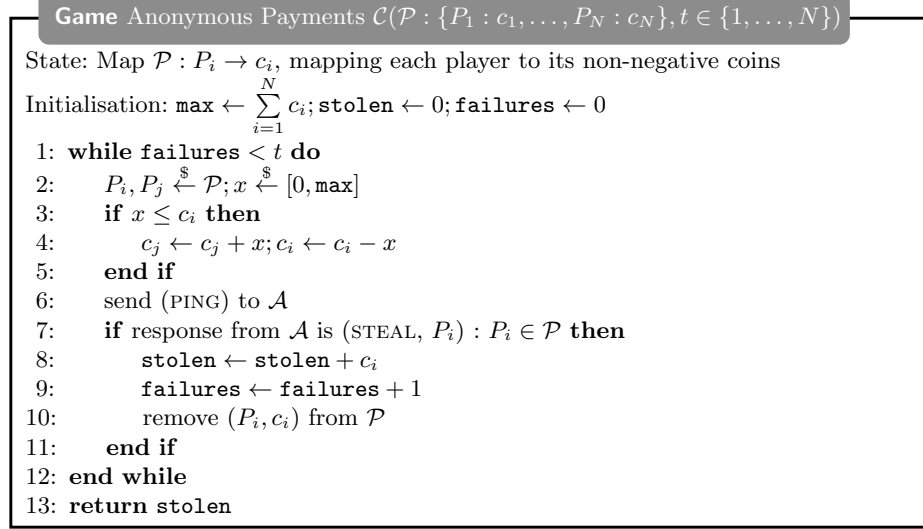 Game Anonymous Payments 𝒞(𝒫 : {P₁ : c₁, …, P_N : c_N}, t ∈ {1, …, N})
State: Map 𝒫 : Pᵢ → cᵢ, mapping each player to its non-negative coins
Initialisation: max ← ∑_{i=1}^{N} cᵢ; stolen ← 0; failures ← 0
1: while failures < t do
2: Pᵢ, Pⱼ ←$ 𝒫; x ←$ [0, max]
3: if x ≤ cᵢ then
4: cⱼ ← cⱼ + x; cᵢ ← cᵢ − x
5: end if
6: send (PING) to 𝒜
7: if response from 𝒜 is (STEAL, Pᵢ) : Pᵢ ∈ 𝒫 then
8: stolen ← stolen + cᵢ
9: failures ← failures + 1
10: remove (Pᵢ, cᵢ) from 𝒫
11: end if
12: end while
13: return stolen